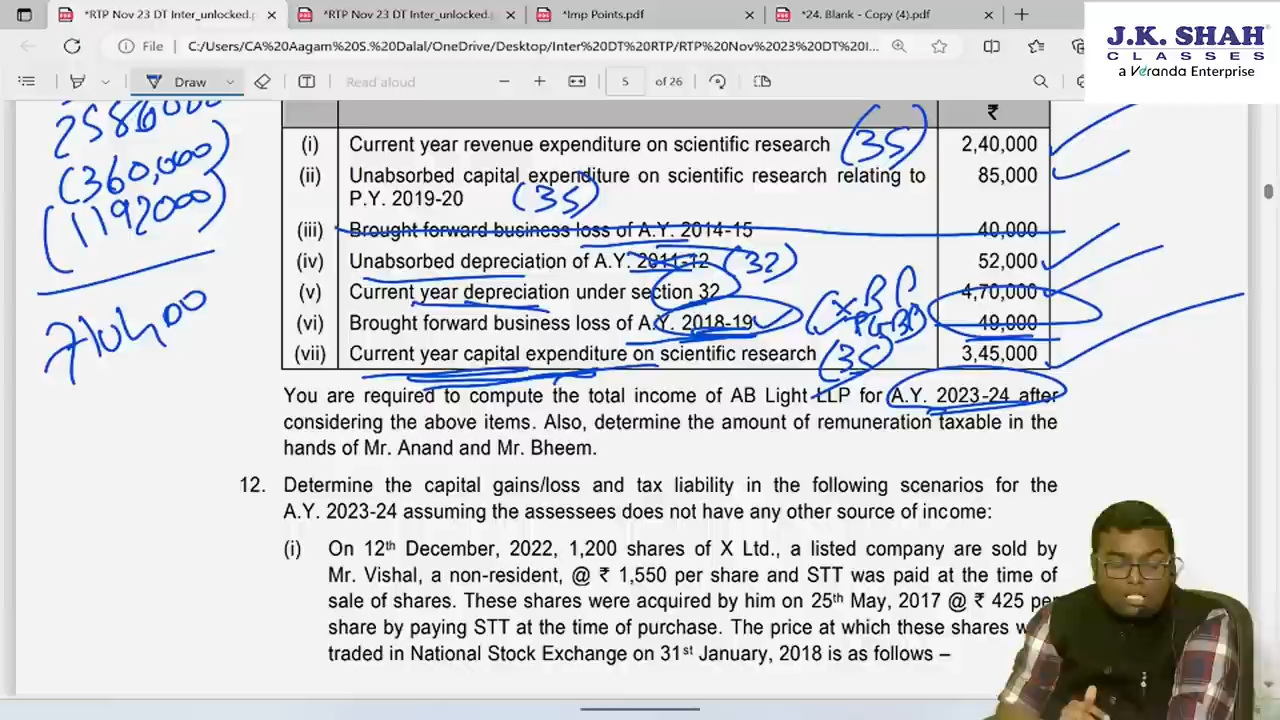 *RTP Nov 23 DT Inter_unlocked.p
*RTP Nov 23 DT Inter_unlocked.
*Imp Points.pdf
*24. Blank - Copy (4).pdf
J.K. SHAH
CLASSES
a Veranda Enterprise
File
C:/Users/CA%20Aagam%20S.%20Dalal/OneDrive/Desktop/Inter%20DT%20RTP/RTP%20Nov%2023%20DT%20I...
Draw
Read aloud
5 of 26
₹
2586000
(360,000)
(1192000)
(i) Current year revenue expenditure on scientific research (35) 2,40,000
(ii) Unabsorbed capital expenditure on scientific research relating to 85,000
P.Y. 2019-20 (35)
(iii) Brought forward business loss of A.Y. 2014-15 40,000
(iv) Unabsorbed depreciation of A.Y. 2011-12 (32) 52,000
(v) Current year depreciation under section 32 4,70,000
(vi) Brought forward business loss of A.Y. 2018-19 49,000
(vii) Current year capital expenditure on scientific research (35) 3,45,000
You are required to compute the total income of AB Light LLP for A.Y. 2023-24 after
considering the above items. Also, determine the amount of remuneration taxable in the
hands of Mr. Anand and Mr. Bheem.
12. Determine the capital gains/loss and tax liability in the following scenarios for the
A.Y. 2023-24 assuming the assessees does not have any other source of income:
(i) On 12th December, 2022, 1,200 shares of X Ltd., a listed company are sold by
Mr. Vishal, a non-resident, @ ₹ 1,550 per share and STT was paid at the time of
sale of shares. These shares were acquired by him on 25th May, 2017 @ ₹ 425 per
share by paying STT at the time of purchase. The price at which these shares w
traded in National Stock Exchange on 31st January, 2018 is as follows –